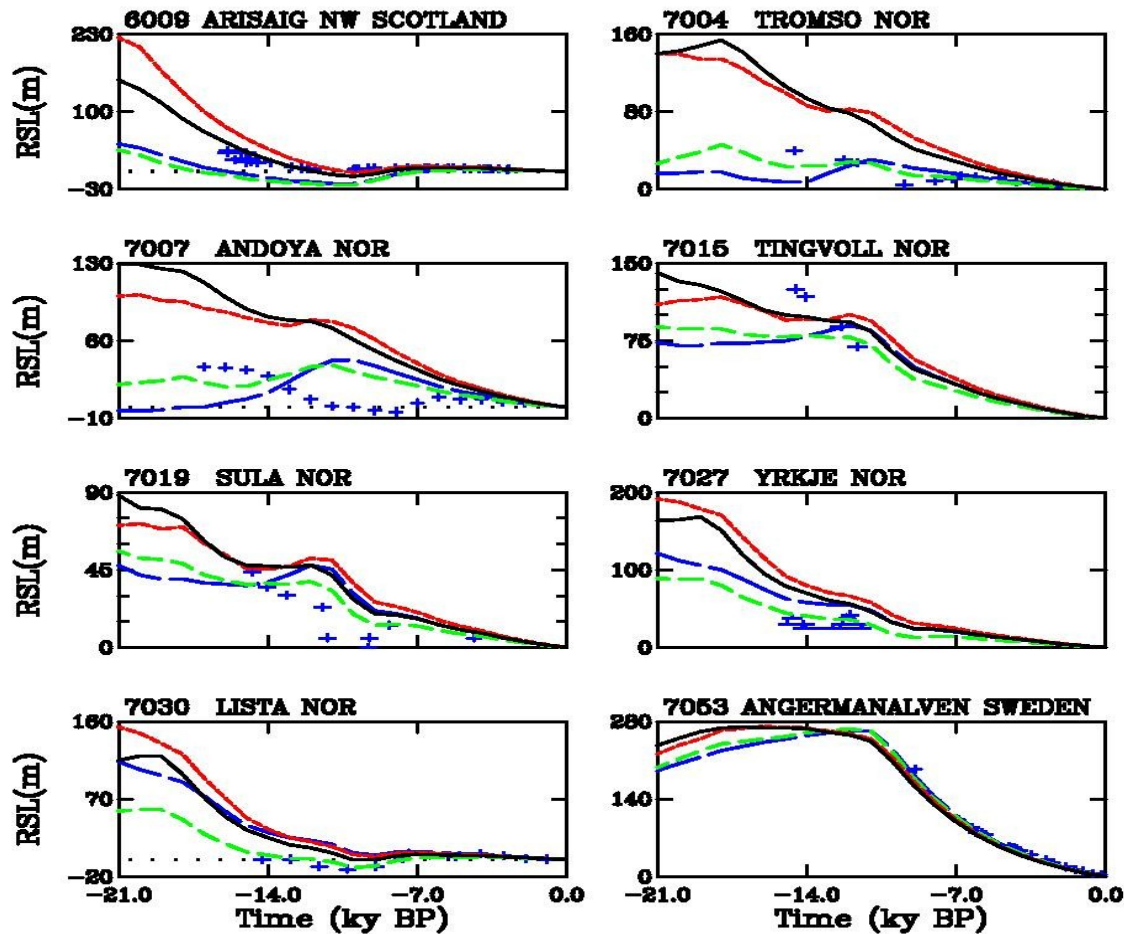 6009 ARISAIG NW SCOTLAND
230
100
-30
RSL(m)
7004 TROMSO NOR
160
80
0
7007 ANDOYA NOR
130
60
-10
RSL(m)
7015 TINGVOLL NOR
150
75
0
7019 SULA NOR
90
45
0
RSL(m)
7027 YRKJE NOR
200
100
0
7030 LISTA NOR
160
70
-20
RSL(m)
-21.0 -14.0 -7.0 0.0
Time (ky BP)
7053 ANGERMANALVEN SWEDEN
280
140
0
-21.0 -14.0 -7.0 0.0
Time (ky BP)